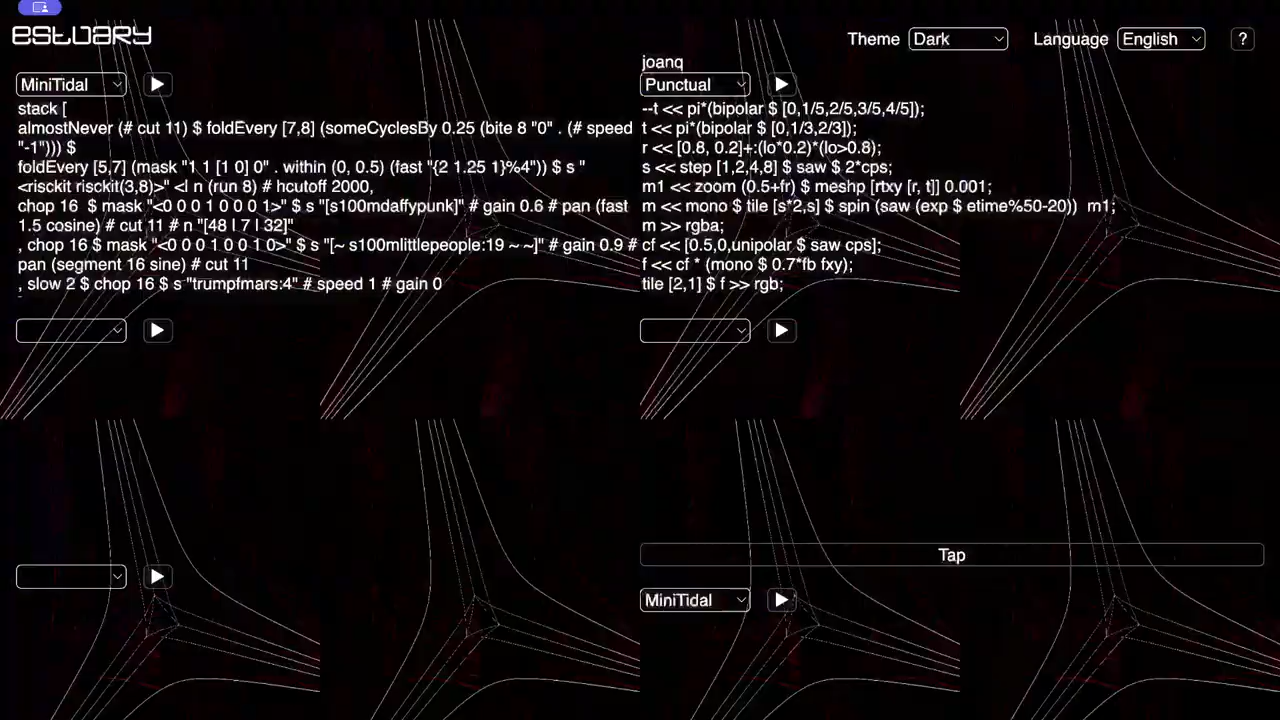 estuary
Theme Dark Language English ?
MiniTidal
stack [
almostNever (# cut 11) $ foldEvery [7,8] (someCyclesBy 0.25 (bite 8 "0" . (# speed
"-1"))) $
foldEvery [5,7] (mask "1 1 [1 0] 0" . within (0, 0.5) (fast "{2 1.25 1}%4")) $ s "
<risckit risckit(3,8)>" <| n (run 8) # hcutoff 2000,
chop 16  $ mask "<0 0 0 1 0 0 0 1>" $ s "[s100mdaffypunk]" # gain 0.6 # pan (fast
1.5 cosine) # cut 11 # n "[48 | 7 | 32]"
, chop 16 $ mask "<0 0 0 1 0 0 1 0>" $ s "[~ s100mlittlepeople:19 ~ ~]" # gain 0.9 #
pan (segment 16 sine) # cut 11
, slow 2 $ chop 16 $ s "trumpfmars:4" # speed 1 # gain 0
joanq
Punctual
--t << pi*(bipolar $ [0,1/5,2/5,3/5,4/5]);
t << pi*(bipolar $ [0,1/3,2/3]);
r << [0.8, 0.2]+:(lo*0.2)*(lo>0.8);
s << step [1,2,4,8] $ saw $ 2*cps;
m1 << zoom (0.5+fr) $ meshp [rtxy [r, t]] 0.001;
m << mono $ tile [s*2,s] $ spin (saw (exp $ etime%50-20))  m1;
m >> rgba;
cf << [0.5,0,unipolar $ saw cps];
f << cf * (mono $ 0.7*fb fxy);
tile [2,1] $ f >> rgb;
Tap
MiniTidal